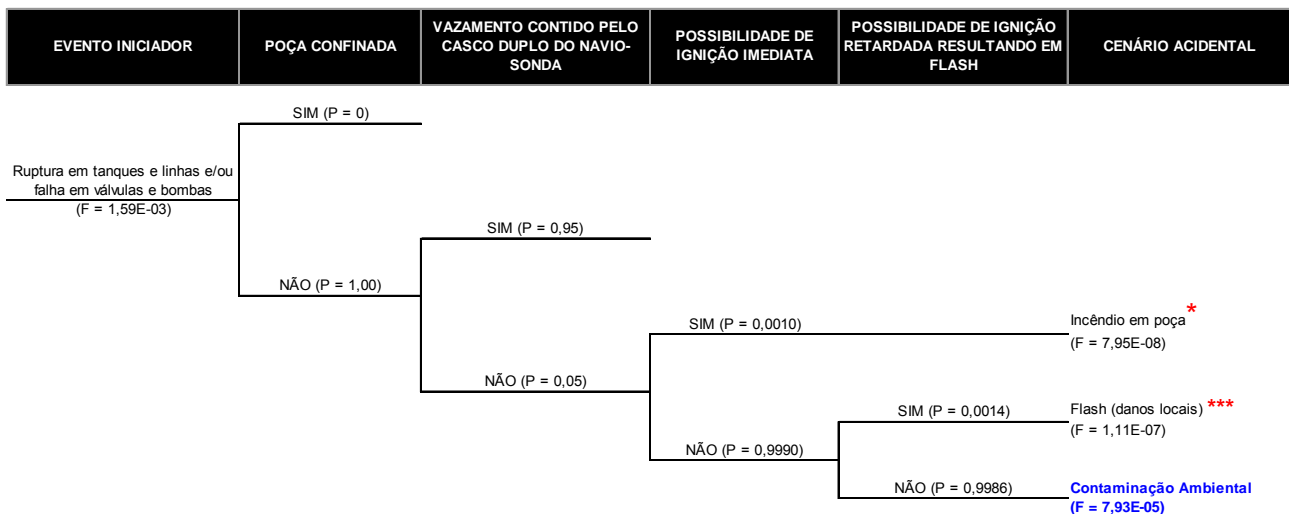 EVENTO INICIADOR
POÇA CONFINADA
VAZAMENTO CONTIDO PELO
CASCO DUPLO DO NAVIO-
SONDA
POSSIBILIDADE DE
IGNIÇÃO IMEDIATA
POSSIBILIDADE DE IGNIÇÃO
RETARDADA RESULTANDO EM
FLASH
CENÁRIO ACIDENTAL
SIM (P = 0)
Ruptura em tanques e linhas e/ou
falha em válvulas e bombas
(F = 1,59E-03)
SIM (P = 0,95)
NÃO (P = 1,00)
SIM (P = 0,0010)
Incêndio em poça*
(F = 7,95E-08)
NÃO (P = 0,05)
SIM (P = 0,0014)
Flash (danos locais) ***
(F = 1,11E-07)
NÃO (P = 0,9990)
NÃO (P = 0,9986)
Contaminação Ambiental
(F = 7,93E-05)